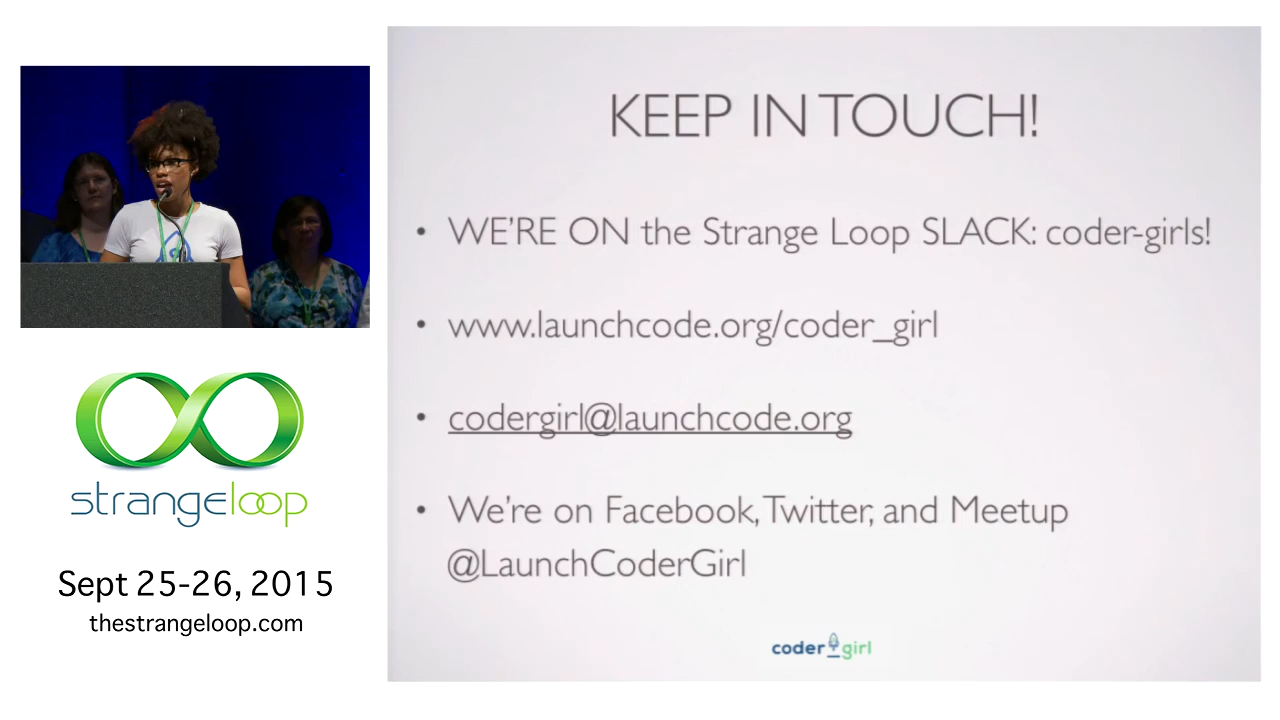 KEEP IN TOUCH!
• WE'RE ON the Strange Loop SLACK: coder-girls!
• www.launchcode.org/coder_girl
• codergirl@launchcode.org
• We're on Facebook, Twitter, and Meetup
@LaunchCoderGirl
coder girl
strangeloop
Sept 25-26, 2015
thestrangeloop.com